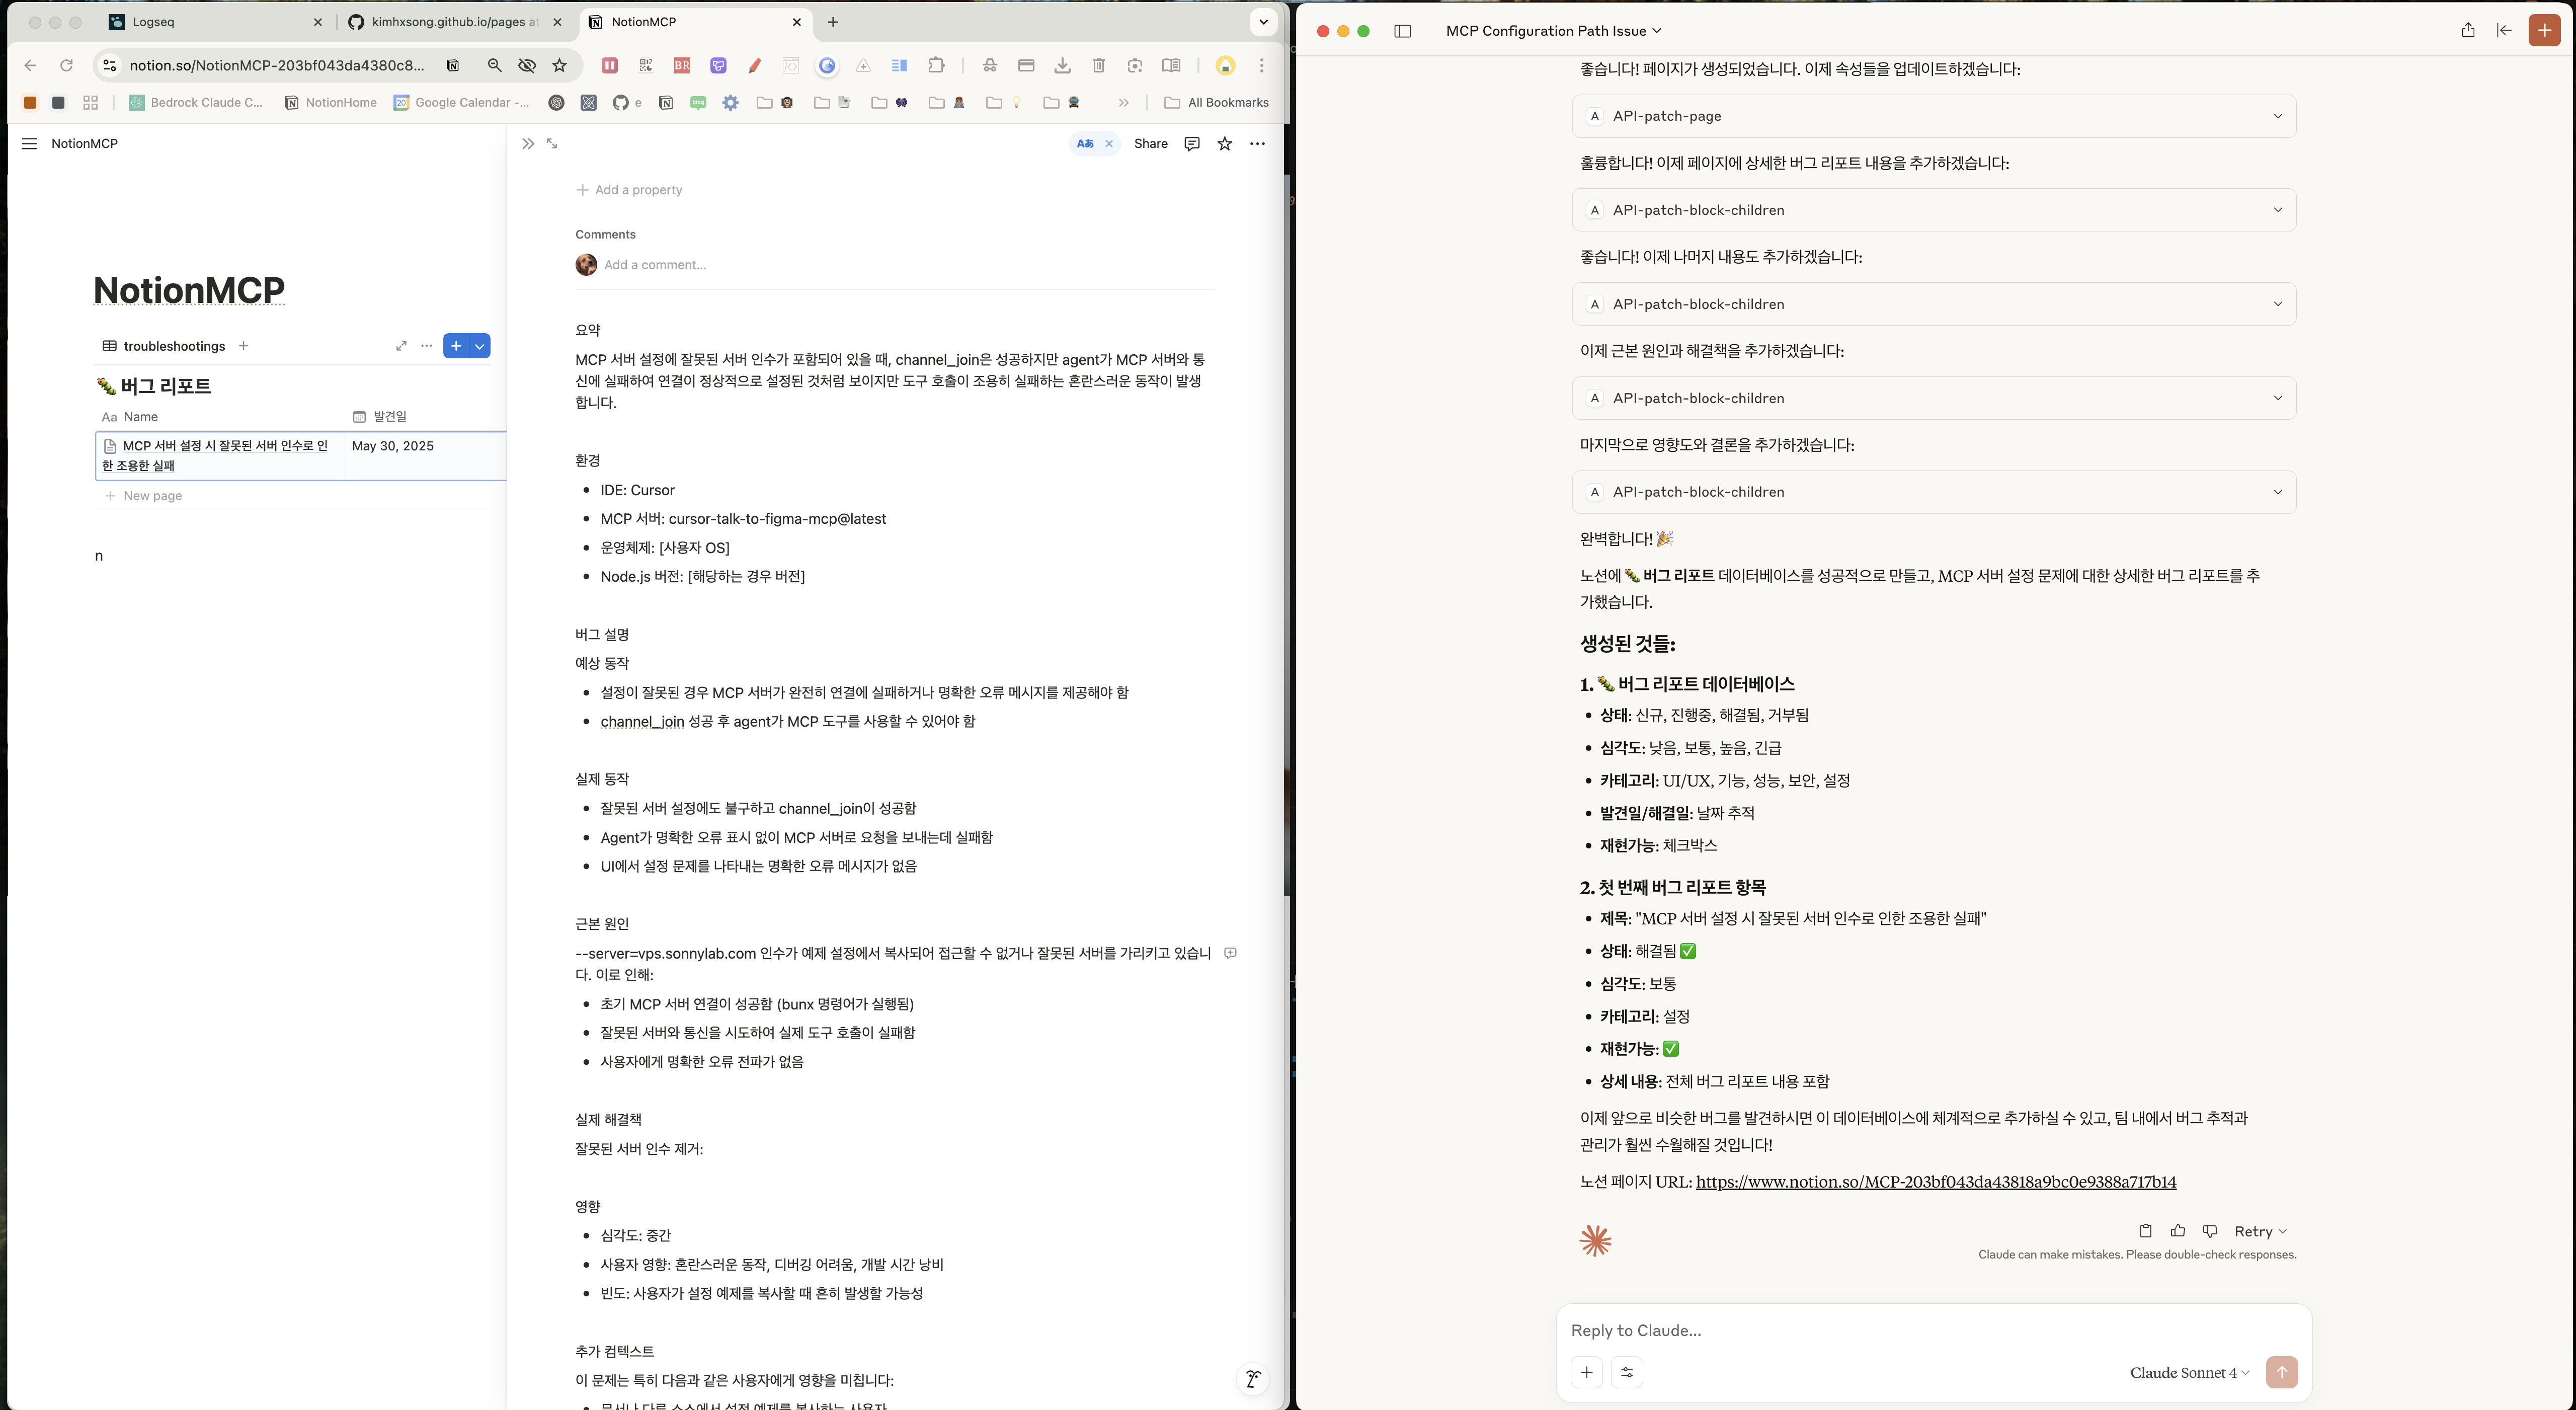 Logseq
kimhxsong.github.io/pages at
NotionMCP
notion.so/NotionMCP-203bf043da4380c8...
BR
Bedrock Claude C...
NotionHome
20
Google Calendar -...
e
blog
All Bookmarks
NotionMCP
Aあ
Share
NotionMCP
troubleshootings
🐛 버그 리포트
Aa Name
발견일
MCP 서버 설정 시 잘못된 서버 인수로 인
한 조용한 실패
May 30, 2025
New page
n
Add a property
Comments
Add a comment...
요약
MCP 서버 설정에 잘못된 서버 인수가 포함되어 있을 때, channel_join은 성공하지만 agent가 MCP 서버와 통
신에 실패하여 연결이 정상적으로 설정된 것처럼 보이지만 도구 호출이 조용히 실패하는 혼란스러운 동작이 발생
합니다.
환경
• IDE: Cursor
• MCP 서버: cursor-talk-to-figma-mcp@latest
• 운영체제: [사용자 OS]
• Node.js 버전: [해당하는 경우 버전]
버그 설명
예상 동작
• 설정이 잘못된 경우 MCP 서버가 완전히 연결에 실패하거나 명확한 오류 메시지를 제공해야 함
• channel_join 성공 후 agent가 MCP 도구를 사용할 수 있어야 함
실제 동작
• 잘못된 서버 설정에도 불구하고 channel_join이 성공함
• Agent가 명확한 오류 표시 없이 MCP 서버로 요청을 보내는데 실패함
• UI에서 설정 문제를 나타내는 명확한 오류 메시지가 없음
근본 원인
--server=vps.sonnylab.com 인수가 예제 설정에서 복사되어 접근할 수 없거나 잘못된 서버를 가리키고 있습니
다. 이로 인해:
• 초기 MCP 서버 연결이 성공함 (bunx 명령어가 실행됨)
• 잘못된 서버와 통신을 시도하여 실제 도구 호출이 실패함
• 사용자에게 명확한 오류 전파가 없음
실제 해결책
잘못된 서버 인수 제거:
영향
• 심각도: 중간
• 사용자 영향: 혼란스러운 동작, 디버깅 어려움, 개발 시간 낭비
• 빈도: 사용자가 설정 예제를 복사할 때 흔히 발생할 가능성
추가 컨텍스트
이 문제는 특히 다음과 같은 사용자에게 영향을 미칩니다:
MCP Configuration Path Issue
좋습니다! 페이지가 생성되었습니다. 이제 속성들을 업데이트하겠습니다:
A API-patch-page
훌륭합니다! 이제 페이지에 상세한 버그 리포트 내용을 추가하겠습니다:
A API-patch-block-children
좋습니다! 이제 나머지 내용도 추가하겠습니다:
A API-patch-block-children
이제 근본 원인과 해결책을 추가하겠습니다:
A API-patch-block-children
마지막으로 영향도와 결론을 추가하겠습니다:
A API-patch-block-children
완벽합니다! 🎉
노션에 🐛 버그 리포트 데이터베이스를 성공적으로 만들고, MCP 서버 설정 문제에 대한 상세한 버그 리포트를 추
가했습니다.
생성된 것들:
1. 🐛 버그 리포트 데이터베이스
• 상태: 신규, 진행중, 해결됨, 거부됨
• 심각도: 낮음, 보통, 높음, 긴급
• 카테고리: UI/UX, 기능, 성능, 보안, 설정
• 발견일/해결일: 날짜 추적
• 재현가능: 체크박스
2. 첫 번째 버그 리포트 항목
• 제목: "MCP 서버 설정 시 잘못된 서버 인수로 인한 조용한 실패"
• 상태: 해결됨 ✅
• 심각도: 보통
• 카테고리: 설정
• 재현가능: ✅
• 상세 내용: 전체 버그 리포트 내용 포함
이제 앞으로 비슷한 버그를 발견하시면 이 데이터베이스에 체계적으로 추가하실 수 있고, 팀 내에서 버그 추적과
관리가 훨씬 수월해질 것입니다!
노션 페이지 URL: https://www.notion.so/MCP-203bf043da43818a9bc0e9388a717b14
Retry
Claude can make mistakes. Please double-check responses.
Reply to Claude...
Claude Sonnet 4